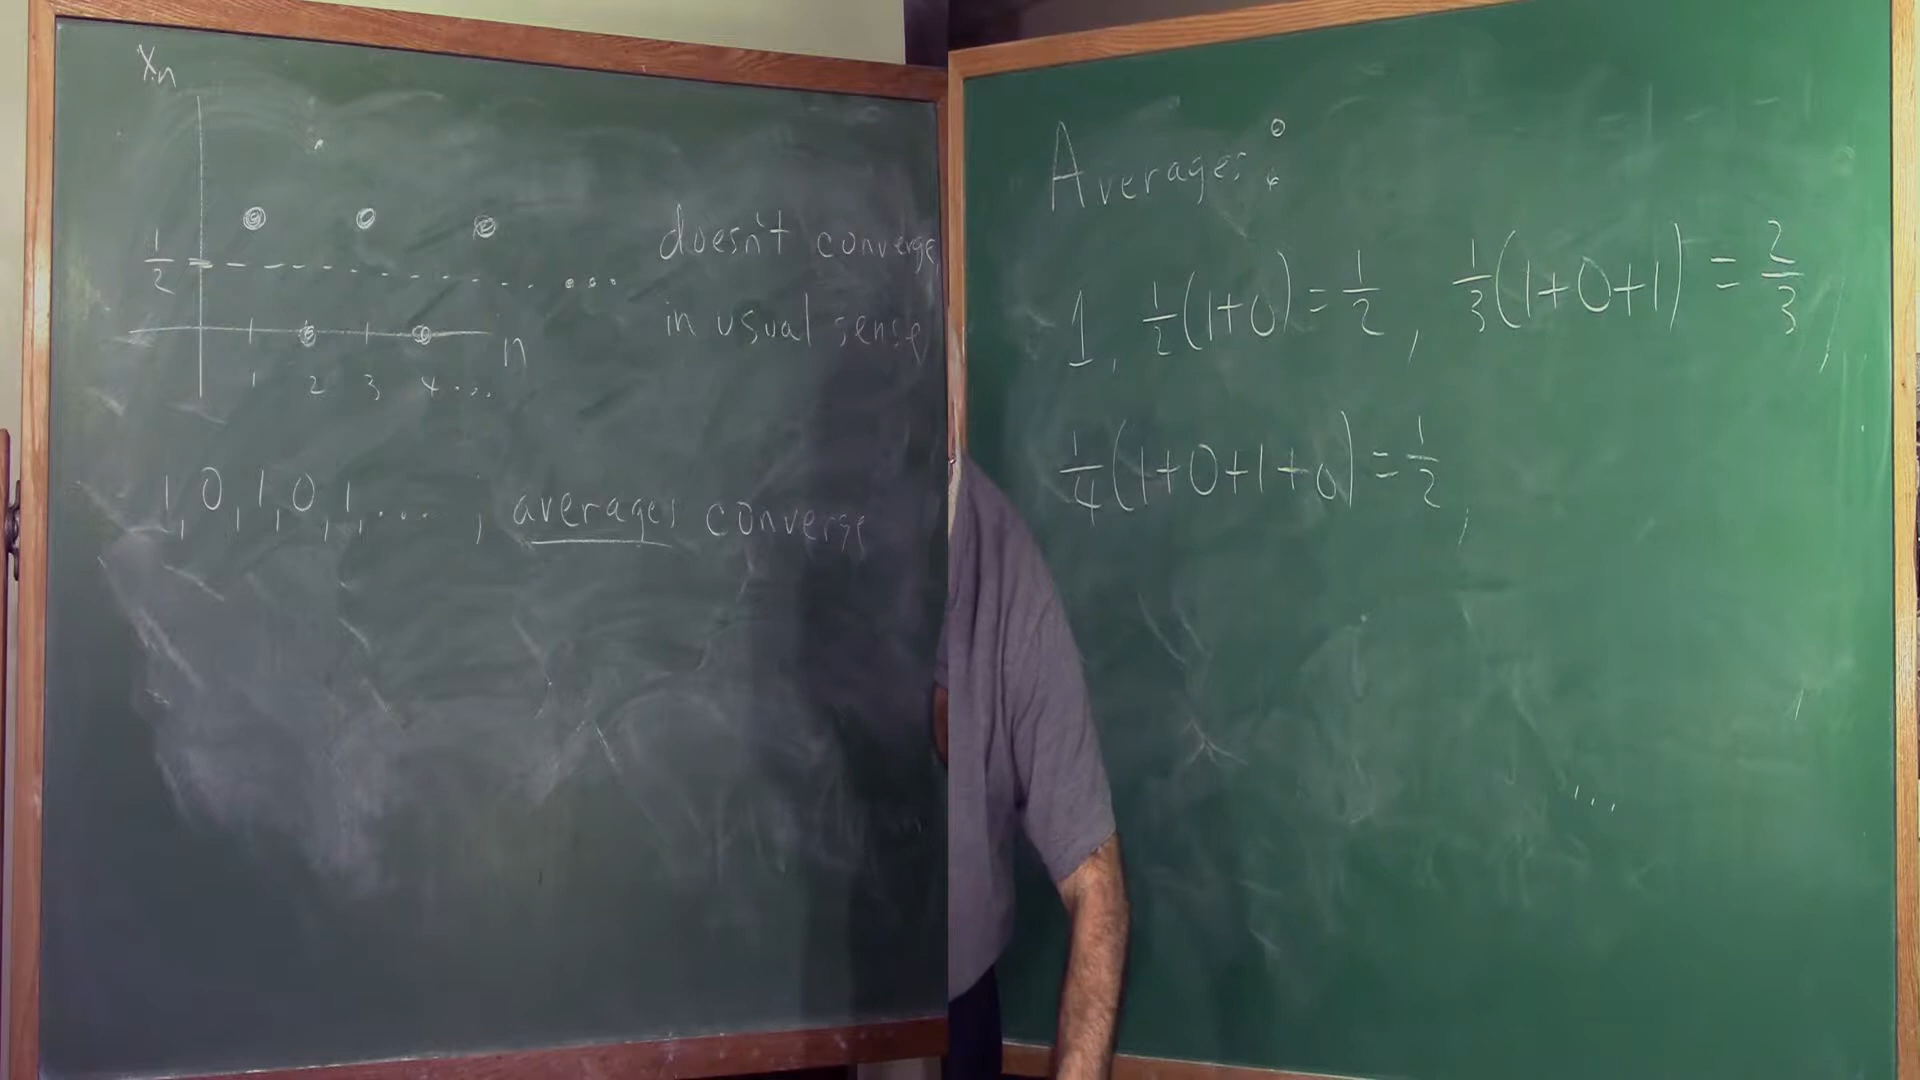 xₙ
1/2
doesn't converge
in usual sense
n
1 2 3 4...
1, 0, 1, 0, 1, ..., averages converge
Averages:
1, 1/2(1+0) = 1/2, 1/3(1+0+1) = 2/3,
1/4(1+0+1+0) = 1/2,
...